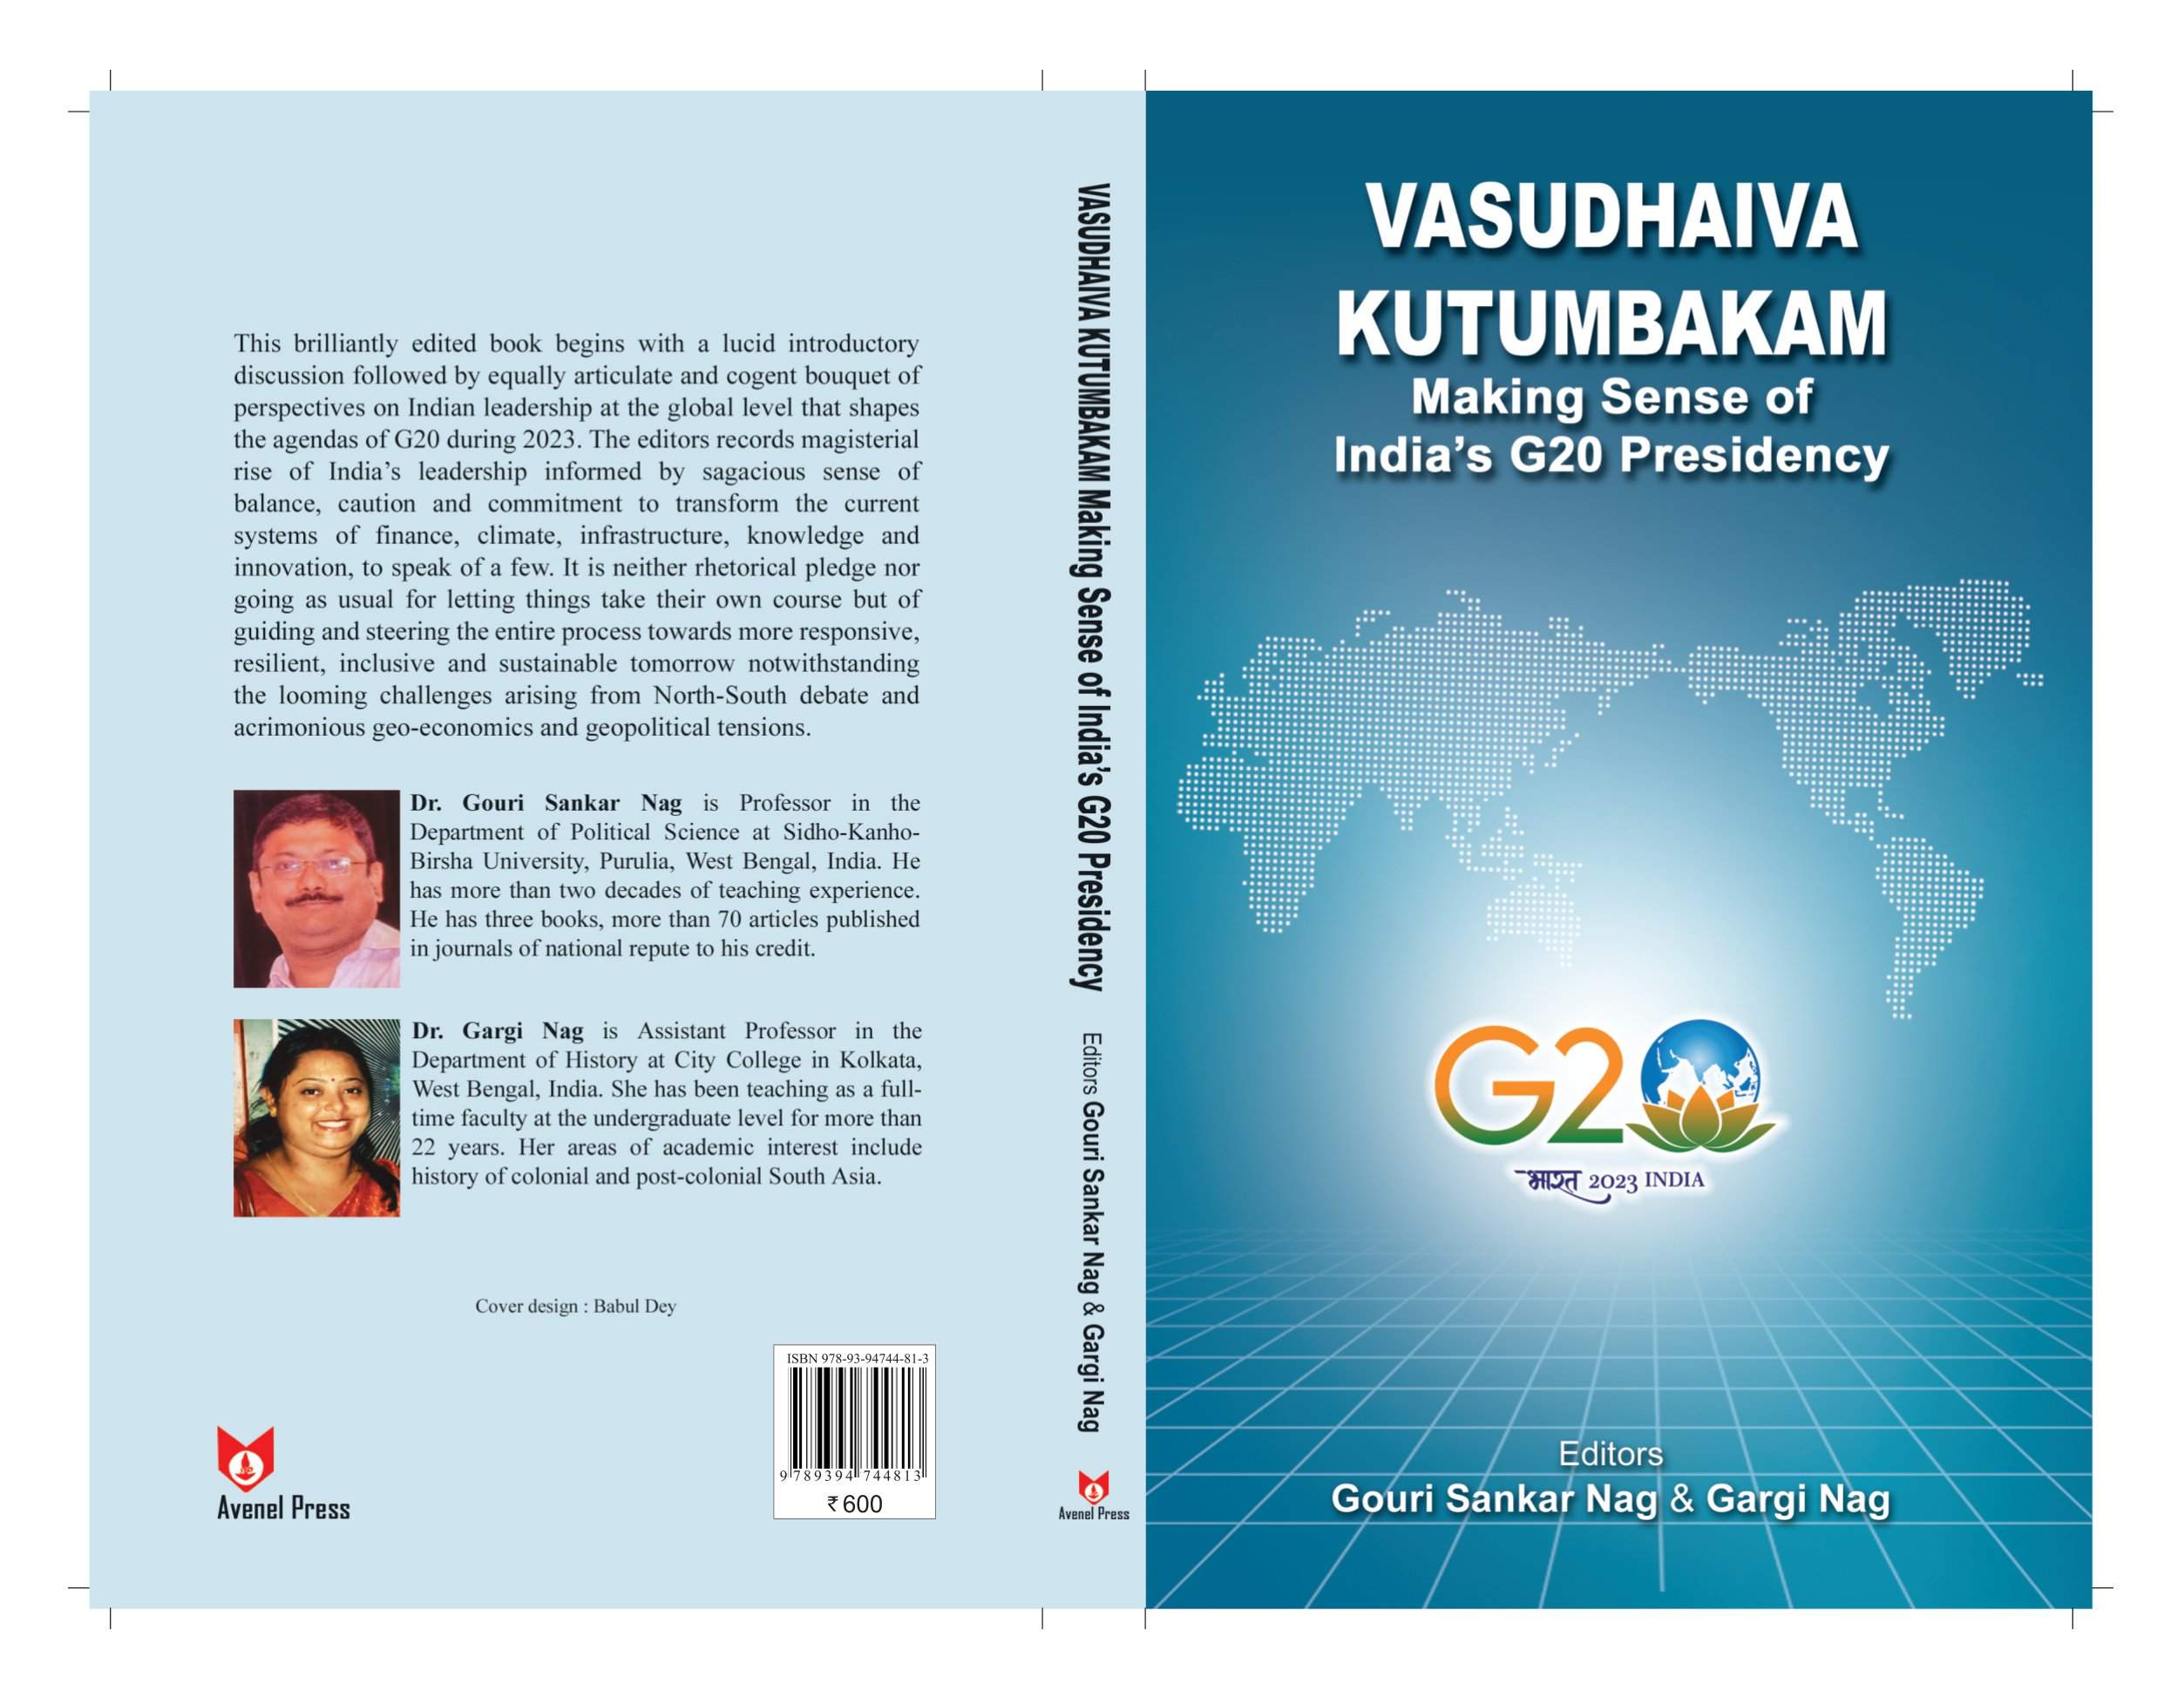 This brilliantly edited book begins with a lucid introductory
discussion followed by equally articulate and cogent bouquet of
perspectives on Indian leadership at the global level that shapes
the agendas of G20 during 2023. The editors records magisterial
rise of India's leadership informed by sagacious sense of
balance, caution and commitment to transform the current
systems of finance, climate, infrastructure, knowledge and
innovation, to speak of a few. It is neither rhetorical pledge nor
going as usual for letting things take their own course but of
guiding and steering the entire process towards more responsive,
resilient, inclusive and sustainable tomorrow notwithstanding
the looming challenges arising from North-South debate and
acrimonious geo-economics and geopolitical tensions.
Dr. Gouri Sankar Nag is Professor in the
Department of Political Science at Sidho-Kanho-
Birsha University, Purulia, West Bengal, India. He
has more than two decades of teaching experience.
He has three books, more than 70 articles published
in journals of national repute to his credit.
Dr. Gargi Nag is Assistant Professor in the
Department of History at City College in Kolkata,
West Bengal, India. She has been teaching as a full-
time faculty at the undergraduate level for more than
22 years. Her areas of academic interest include
history of colonial and post-colonial South Asia.
Cover design : Babul Dey
ISBN 978-93-94744-81-3
9 789394 744813
₹ 600
Avenel Press
VASUDHAIVA KUTUMBAKAM Making Sense of India's G20 Presidency Editors Gouri Sankar Nag & Gargi Nag
Avenel Press
VASUDHAIVA
KUTUMBAKAM
Making Sense of
India's G20 Presidency
G20
भारत 2023 INDIA
Editors
Gouri Sankar Nag & Gargi Nag